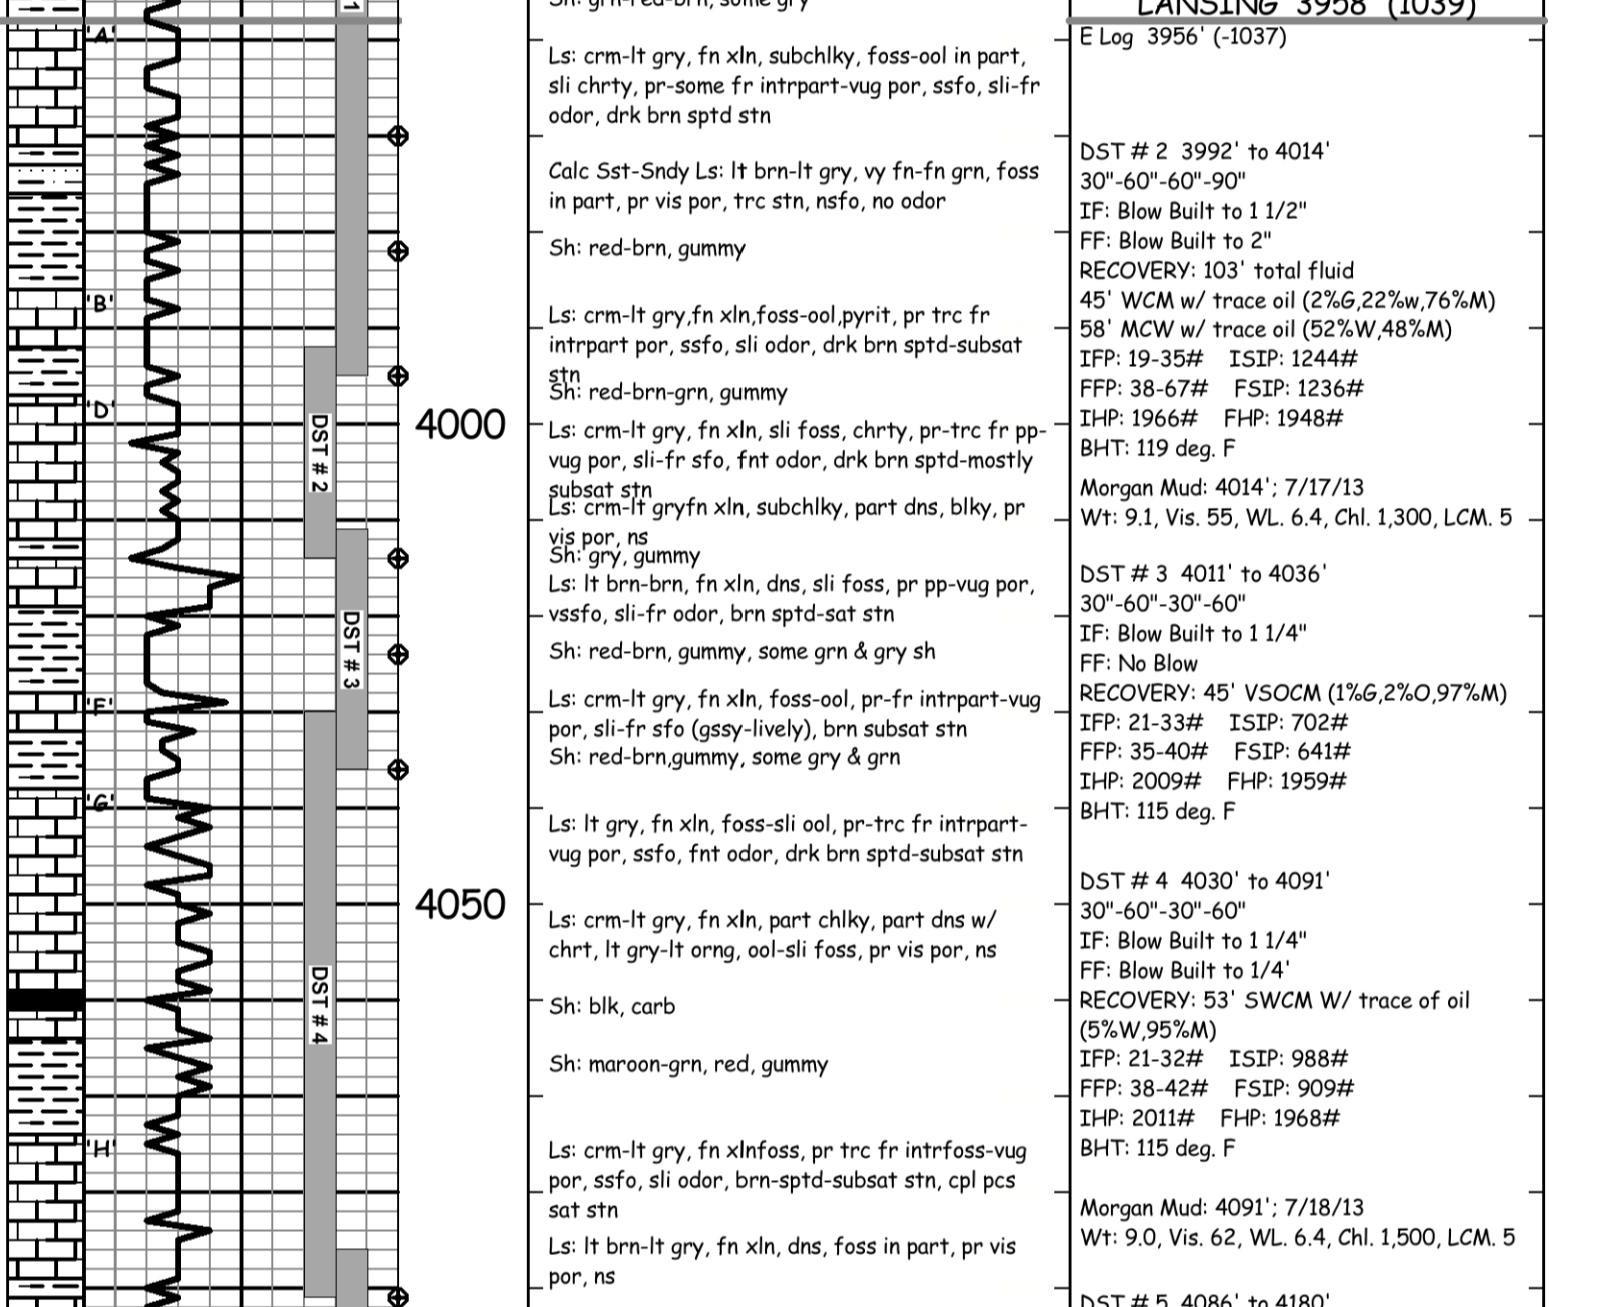 'A'
'B'
'D'
'F'
'G'
'H'
1
DST # 2
DST # 3
DST # 4
4000
4050
Sh: grn-red-brn, some gry
Ls: crm-lt gry, fn xln, subchlky, foss-ool in part,
sli chrty, pr-some fr intrpart-vug por, ssfo, sli-fr
odor, drk brn sptd stn
Calc Sst-Sndy Ls: lt brn-lt gry, vy fn-fn grn, foss
in part, pr vis por, trc stn, nsfo, no odor
Sh: red-brn, gummy
Ls: crm-lt gry,fn xln,foss-ool,pyrit, pr trc fr
intrpart por, ssfo, sli odor, drk brn sptd-subsat
stn
Sh: red-brn-grn, gummy
Ls: crm-lt gry, fn xln, sli foss, chrty, pr-trc fr pp-
vug por, sli-fr sfo, fnt odor, drk brn sptd-mostly
subsat stn
Ls: crm-lt gryfn xln, subchlky, part dns, blky, pr
vis por, ns
Sh: gry, gummy
Ls: lt brn-brn, fn xln, dns, sli foss, pr pp-vug por,
vssfo, sli-fr odor, brn sptd-sat stn
Sh: red-brn, gummy, some grn & gry sh
Ls: crm-lt gry, fn xln, foss-ool, pr-fr intrpart-vug
por, sli-fr sfo (gssy-lively), brn subsat stn
Sh: red-brn,gummy, some gry & grn
Ls: lt gry, fn xln, foss-sli ool, pr-trc fr intrpart-
vug por, ssfo, fnt odor, drk brn sptd-subsat stn
Ls: crm-lt gry, fn xln, part chlky, part dns w/
chrt, lt gry-lt orng, ool-sli foss, pr vis por, ns
Sh: blk, carb
Sh: maroon-grn, red, gummy
Ls: crm-lt gry, fn xlnfoss, pr trc fr intrfoss-vug
por, ssfo, sli odor, brn-sptd-subsat stn, cpl pcs
sat stn
Ls: lt brn-lt gry, fn xln, dns, foss in part, pr vis
por, ns
LANSING 3958 (1039)
E Log 3956' (-1037)
DST # 2 3992' to 4014'
30"-60"-60"-90"
IF: Blow Built to 1 1/2"
FF: Blow Built to 2"
RECOVERY: 103' total fluid
45' WCM w/ trace oil (2%G,22%w,76%M)
58' MCW w/ trace oil (52%W,48%M)
IFP: 19-35# ISIP: 1244#
FFP: 38-67# FSIP: 1236#
IHP: 1966# FHP: 1948#
BHT: 119 deg. F
Morgan Mud: 4014'; 7/17/13
Wt: 9.1, Vis. 55, WL. 6.4, Chl. 1,300, LCM. 5
DST # 3 4011' to 4036'
30"-60"-30"-60"
IF: Blow Built to 1 1/4"
FF: No Blow
RECOVERY: 45' VSOCM (1%G,2%O,97%M)
IFP: 21-33# ISIP: 702#
FFP: 35-40# FSIP: 641#
IHP: 2009# FHP: 1959#
BHT: 115 deg. F
DST # 4 4030' to 4091'
30"-60"-30"-60"
IF: Blow Built to 1 1/4"
FF: Blow Built to 1/4'
RECOVERY: 53' SWCM W/ trace of oil
(5%W,95%M)
IFP: 21-32# ISIP: 988#
FFP: 38-42# FSIP: 909#
IHP: 2011# FHP: 1968#
BHT: 115 deg. F
Morgan Mud: 4091'; 7/18/13
Wt: 9.0, Vis. 62, WL. 6.4, Chl. 1,500, LCM. 5
DST # 5 4086' to 4180'